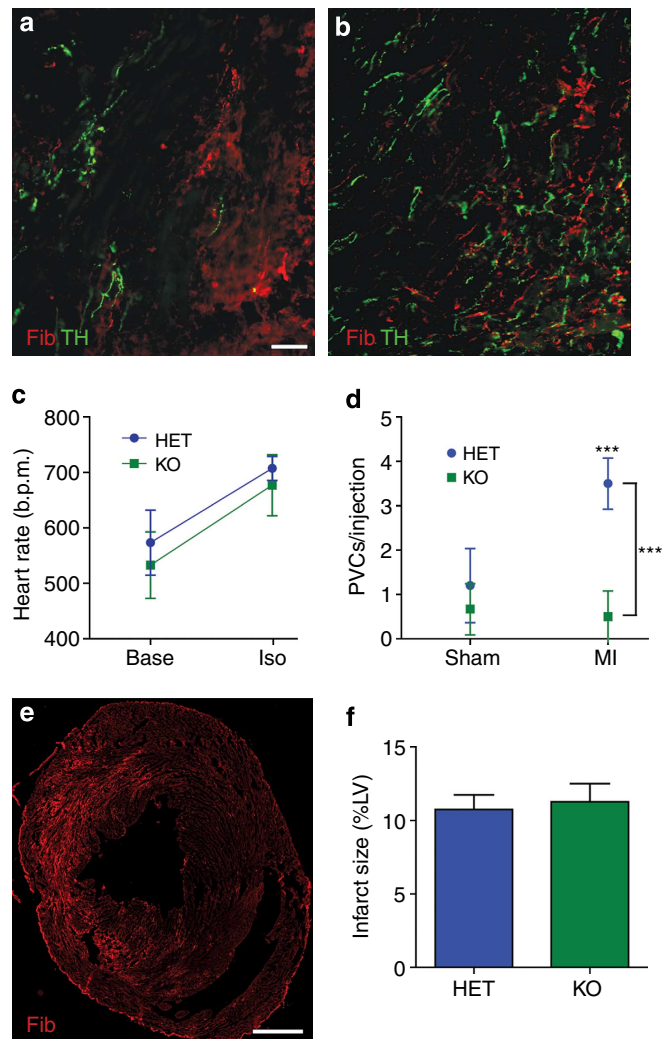 a
b
Fib TH
Fib TH
c
800
700
600
500
400
Heart rate (b.p.m.)
HET
KO
Base Iso
d
5
4
3
2
1
0
PVCs/injection
HET
KO
***
***
Sham MI
e
Fib
f
15
10
5
0
Infarct size (%LV)
HET KO